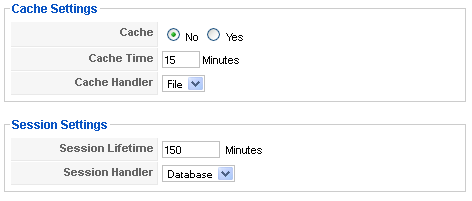 Cache Settings
Cache No Yes
Cache Time 15 Minutes
Cache Handler File
Session Settings
Session Lifetime 150 Minutes
Session Handler Database